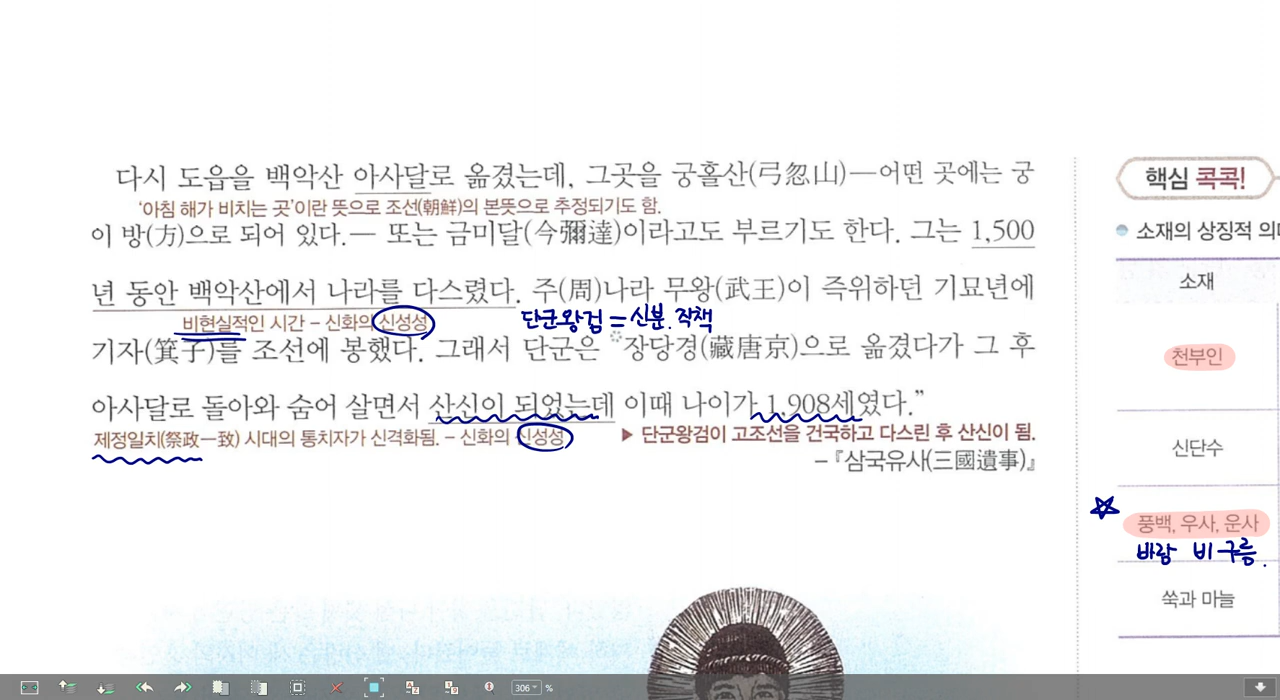 다시 도읍을 백악산 아사달로 옮겼는데, 그곳을 궁홀산(弓忽山)―어떤 곳에는 궁
'아침 해가 비치는 곳'이란 뜻으로 조선(朝鮮)의 본뜻으로 추정되기도 함.
이 방(方)으로 되어 있다.― 또는 금미달(今彌達)이라고도 부르기도 한다. 그는 1,500
년 동안 백악산에서 나라를 다스렸다. 주(周)나라 무왕(武王)이 즉위하던 기묘년에
비현실적인 시간 – 신화의 신성성
단군왕검 = 신분.직책
기자(箕子)를 조선에 봉했다. 그래서 단군은 장당경(藏唐京)으로 옮겼다가 그 후
아사달로 돌아와 숨어 살면서 산신이 되었는데 이때 나이가 1,908세였다."
제정일치(祭政一致) 시대의 통치자가 신격화됨. – 신화의 신성성
▶ 단군왕검이 고조선을 건국하고 다스린 후 산신이 됨.
– 『삼국유사(三國遺事)』
핵심 콕콕!
소재의 상징적 의
소재
천부인
신단수
풍백, 우사, 운사
바람 비 구름.
쑥과 마늘
306 %